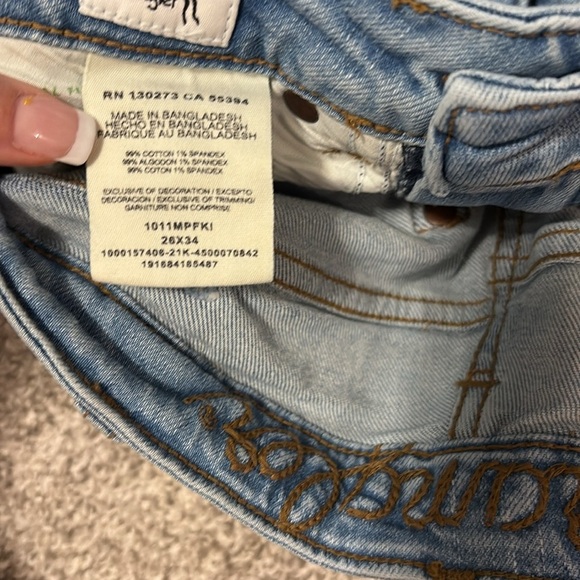 RN 130273 CA 55394
MADE IN BANGLADESH
HECHO EN BANGLADESH
FABRIQUE AU BANGLADESH
99% COTTON 1% SPANDEX
99% ALGODON 1% SPANDEX
99% COTON 1% SPANDEX
EXCLUSIVE OF DECORATION / EXCEPTO
DECORACION / EXCLUSIVE OF TRIMMING/
GARNITURE NON COMPRISE
1011MPFKI
26X34
1000157406-21K-4500070842
191684185487